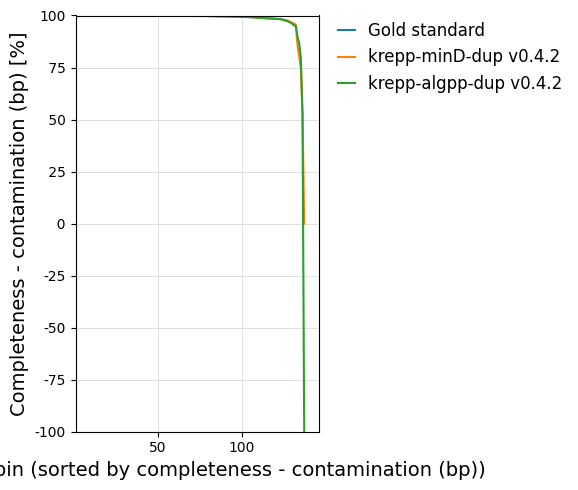 100
75
50
25
0
-25
-50
-75
-100
Completeness - contamination (bp) [%]
50 100
(sorted by completeness - contamination (bp))
Gold standard
krepp-minD-dup v0.4.2
krepp-algpp-dup v0.4.2